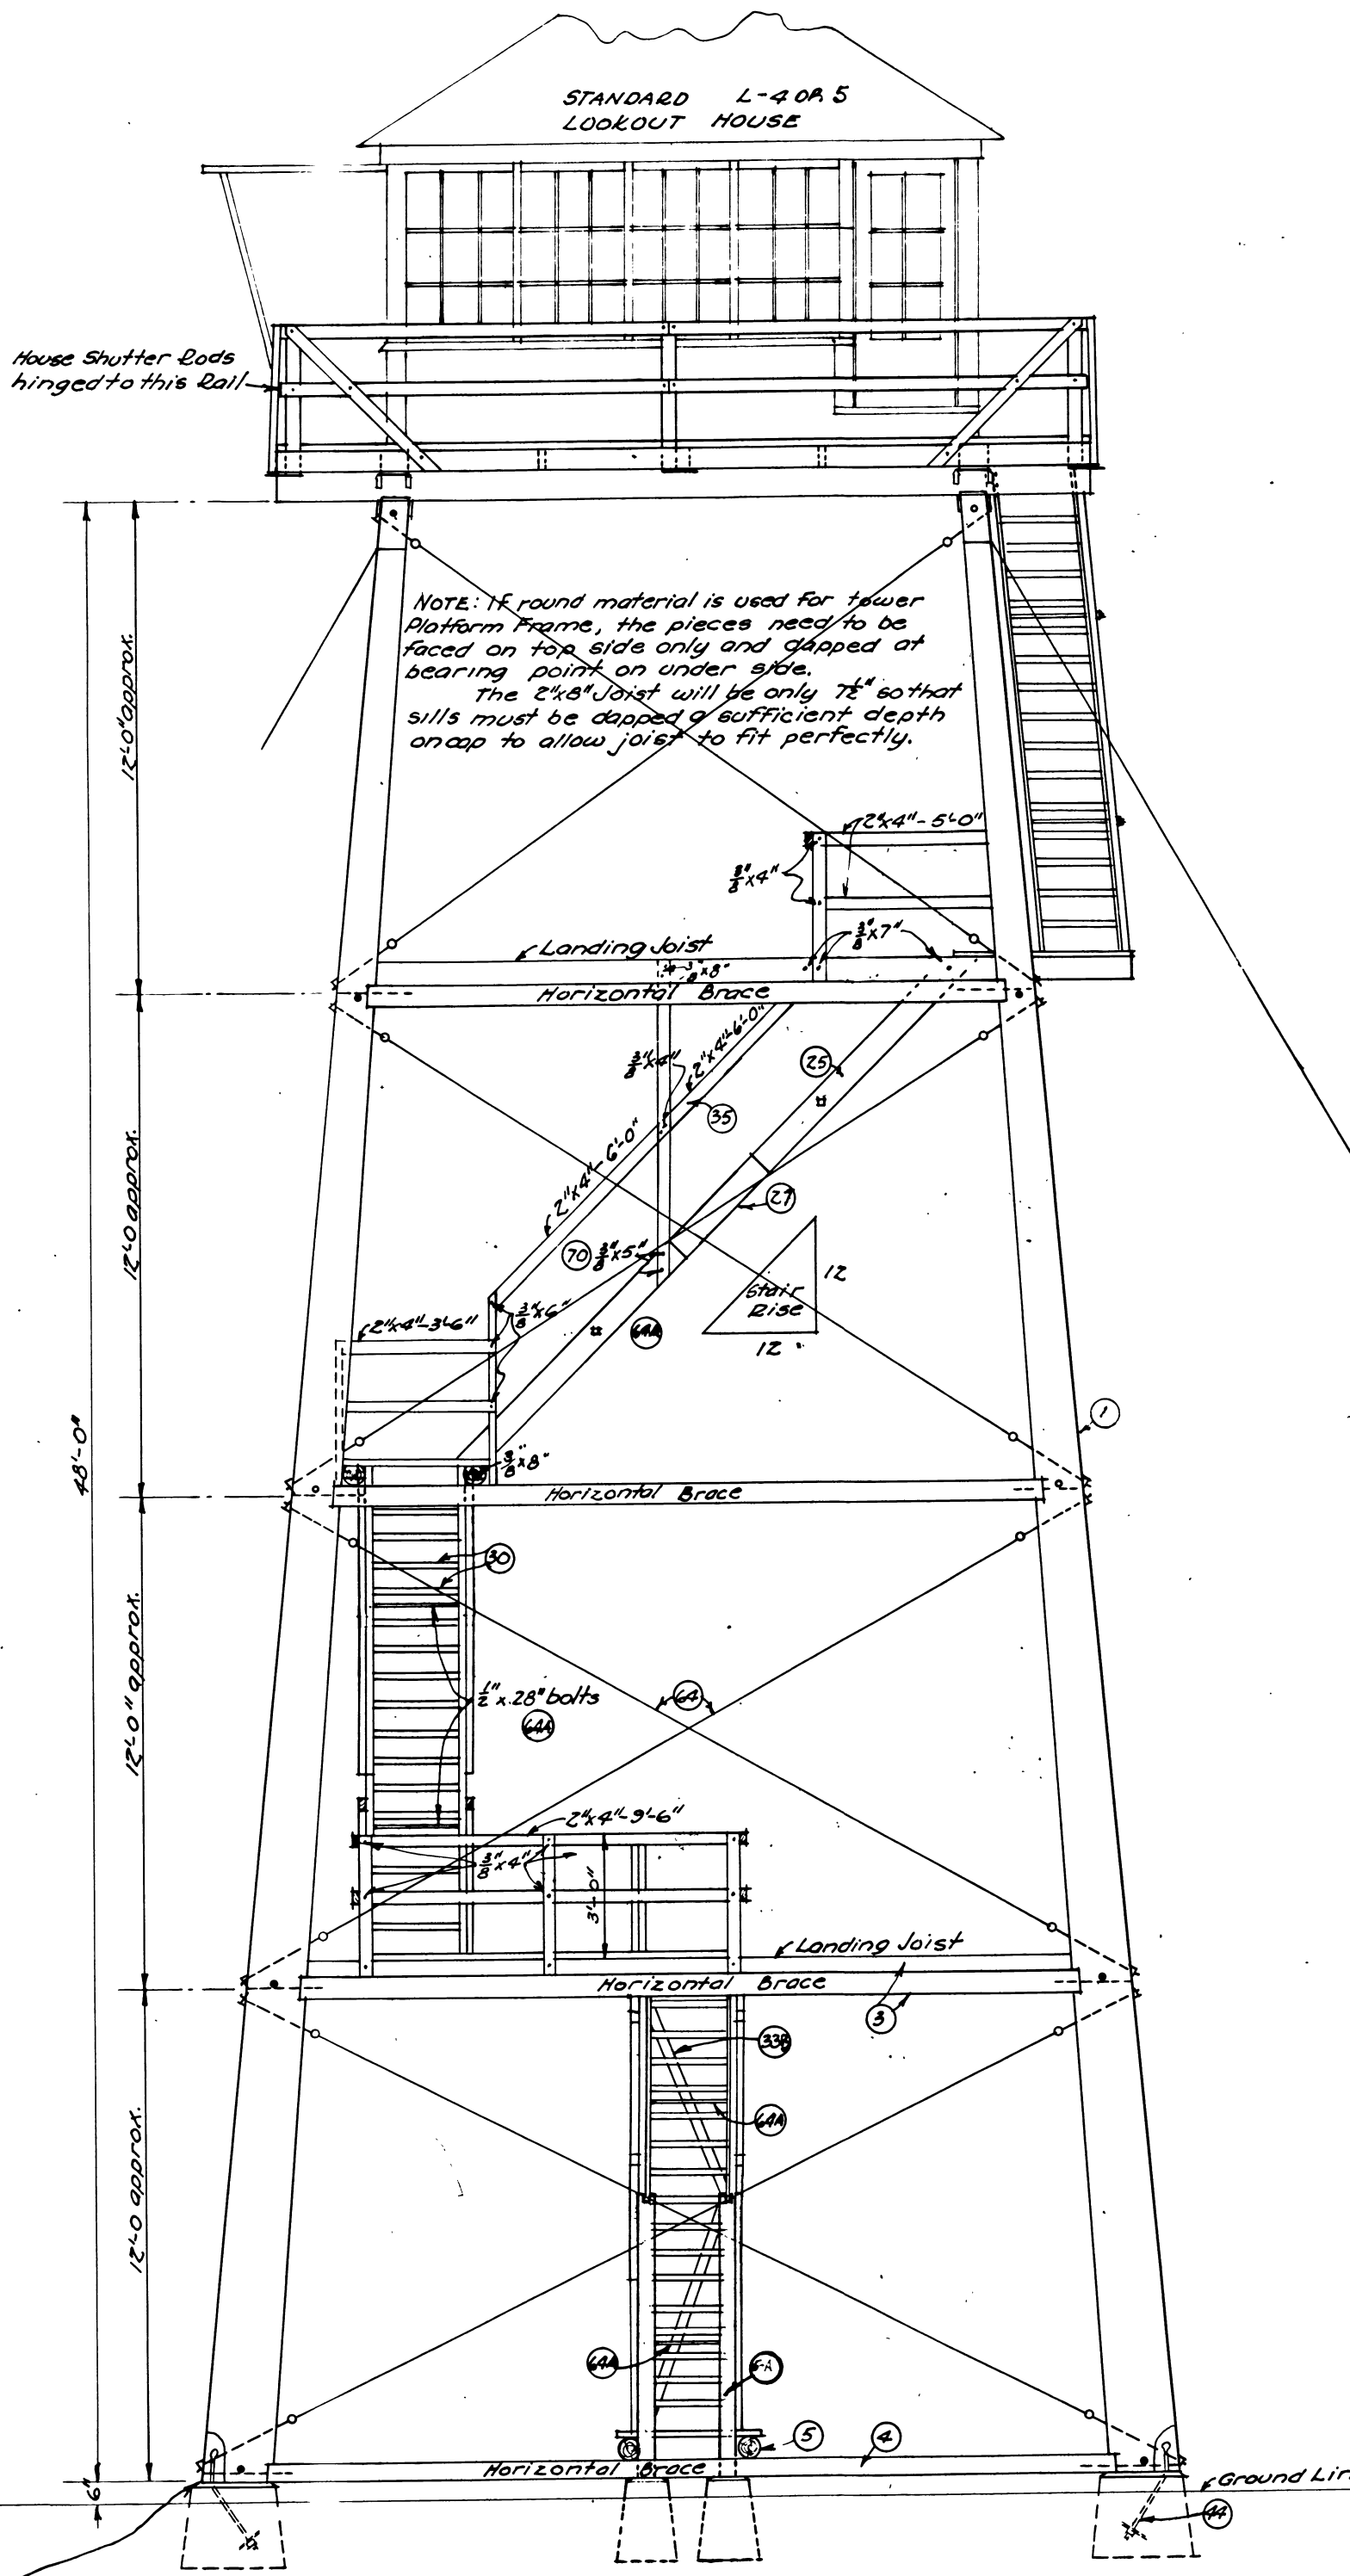 STANDARD L-4 OR 5
LOOKOUT HOUSE
House Shutter Rods
hinged to this Rail
NOTE: If round material is used for tower
Platform Frame, the pieces need to be
faced on top side only and dapped at
bearing point on under side.
The 2"x8" Joist will be only 7½" so that
sills must be dapped a sufficient depth
on cap to allow joist to fit perfectly.
12'-0" approx.
2"x4"-5'-0"
3/8"x4"
3/8"x7"
Landing Joist
3/8"x8"
Horizontal Brace
12'-0 approx.
3/8"x4"
2"x4"-6'-0"
25
35
2"x4"-6'-0"
27
70 3/8"x5"
Stair
Rise
12
12"
64A
3/8"x6"
2"x4"-3'-6"
1
48'-0"
3/8"x8"
Horizontal Brace
12'-0" approx.
30
½"x28" bolts
64A
64
2"x4"-9'-6"
3/8"x4"
3'-0"
Landing Joist
Horizontal Brace
3
12'-0 approx.
33B
64A
64A
5-A
5
4
Horizontal Brace
6"
Ground Lin
44